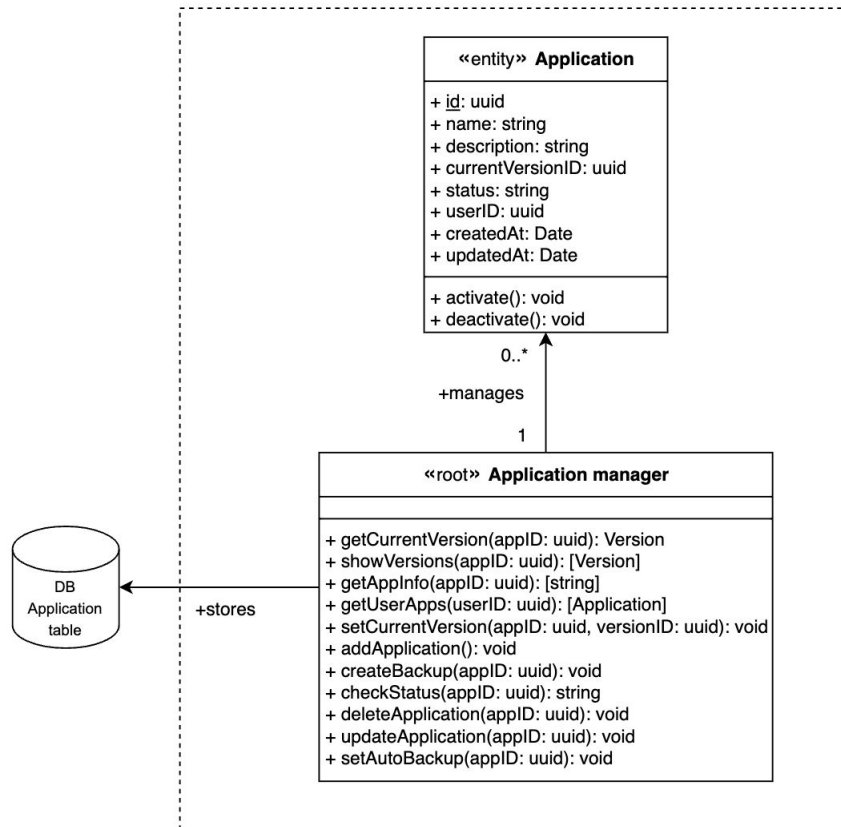 «entity» Application
+ id: uuid
+ name: string
+ description: string
+ currentVersionID: uuid
+ status: string
+ userID: uuid
+ createdAt: Date
+ updatedAt: Date
+ activate(): void
+ deactivate(): void
0..*
+manages
1
«root» Application manager
+ getCurrentVersion(appID: uuid): Version
+ showVersions(appID: uuid): [Version]
+ getAppInfo(appID: uuid): [string]
+ getUserApps(userID: uuid): [Application]
+ setCurrentVersion(appID: uuid, versionID: uuid): void
+ addApplication(): void
+ createBackup(appID: uuid): void
+ checkStatus(appID: uuid): string
+ deleteApplication(appID: uuid): void
+ updateApplication(appID: uuid): void
+ setAutoBackup(appID: uuid): void
+stores
DB
Application
table